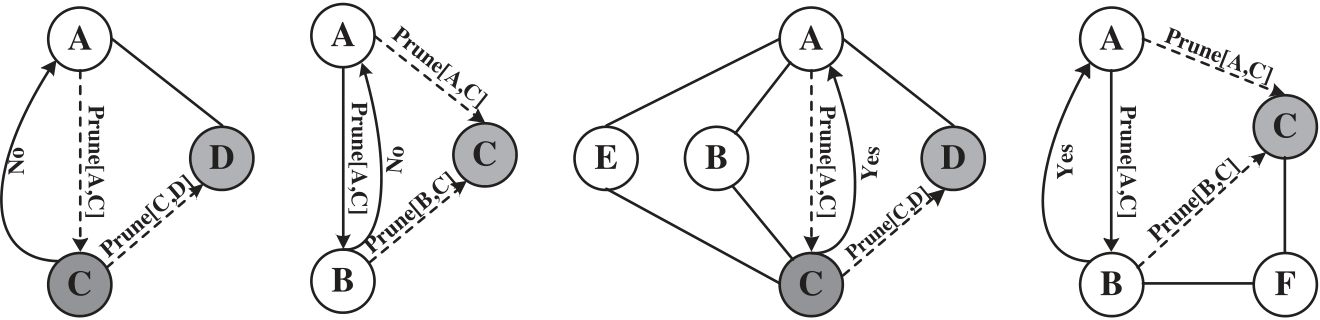 A
No
Prune[A,C]
D
Prune[C,D]
C
A
Prune[A,C]
Prune[A,C]
No
C
Prune[B,C]
B
A
E
B
Prune[A,C]
Yes
D
Prune[C,D]
C
A
Prune[A,C]
C
Yes
Prune[A,C]
Prune[B,C]
B
F